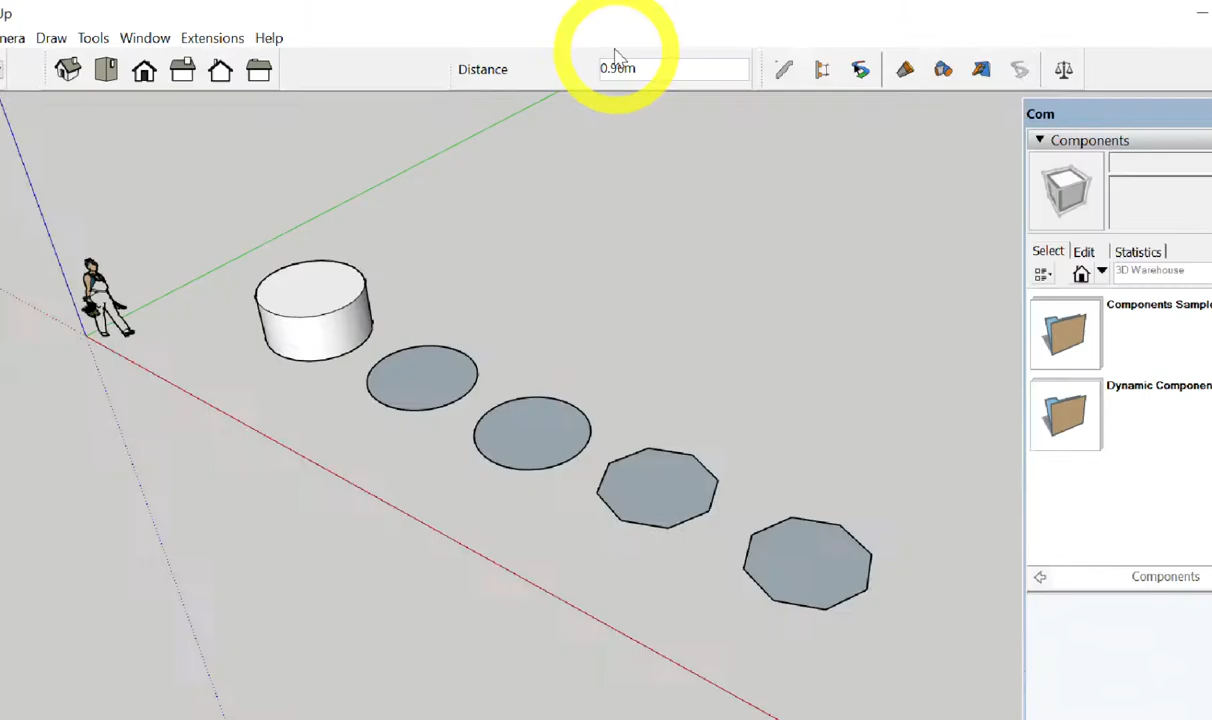 Up
mera Draw Tools Window Extensions Help
Distance
0.90m
Com
Components
Select Edit Statistics
3D Warehouse
Components Sample
Dynamic Componen
Components